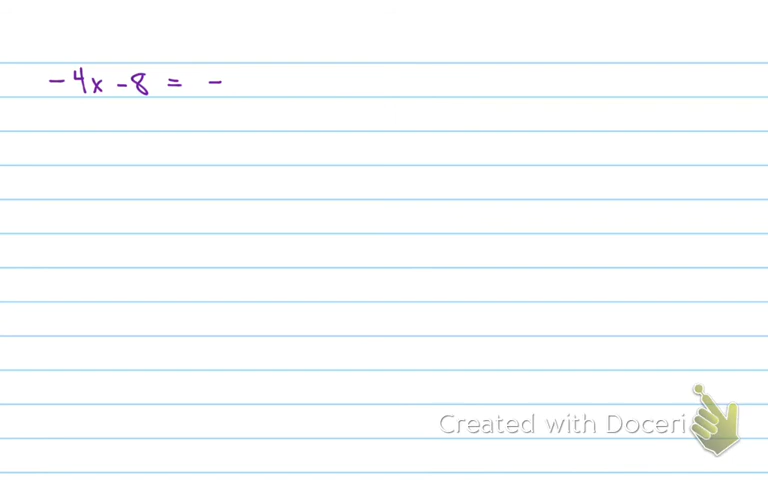 -4x - 8 = -
Created with Doceri